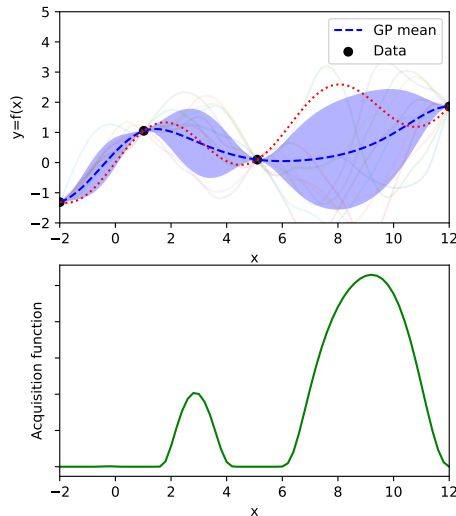 5
4
3
2
1
0
−1
−2
y=f(x)
GP mean
Data
−2 0 2 4 6 8 10 12
x
Acquisition function
−2 0 2 4 6 8 10 12
x